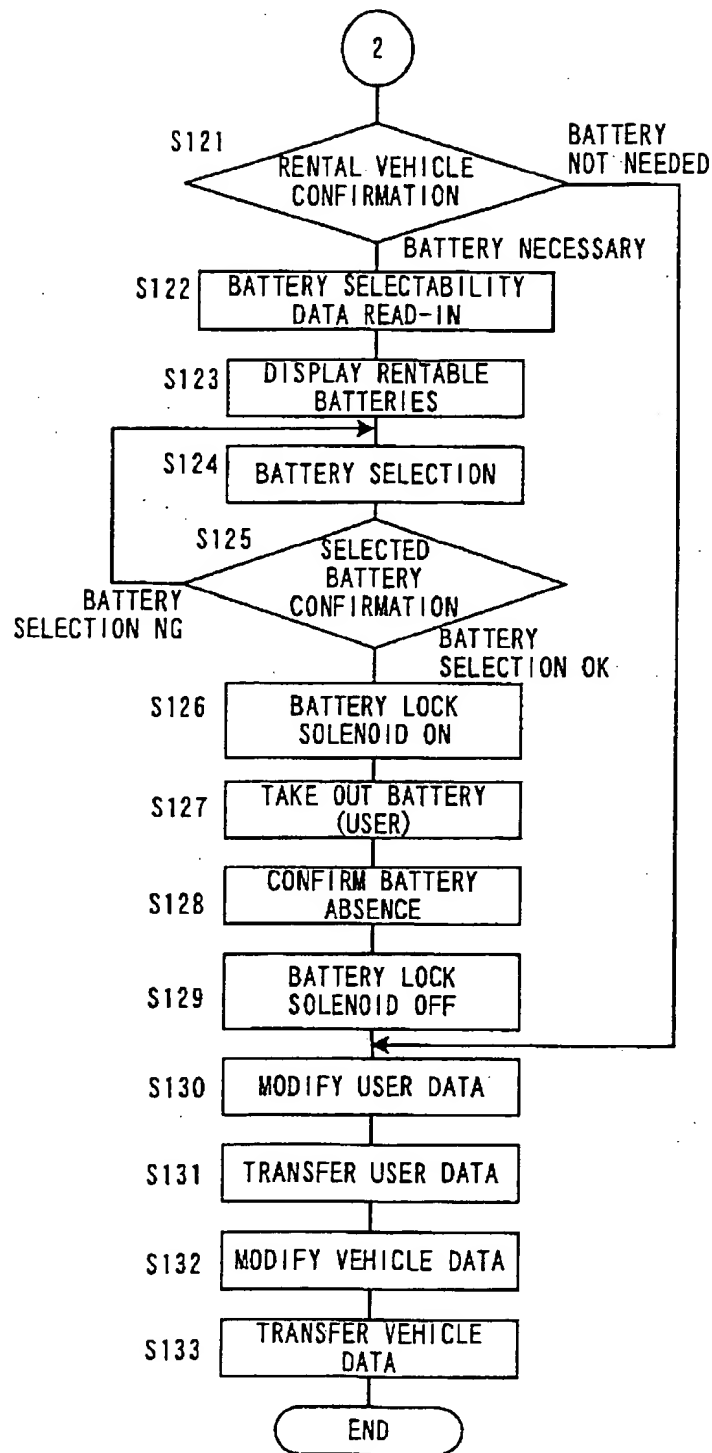 2
S121
RENTAL VEHICLE
CONFIRMATION
BATTERY
NOT NEEDED
BATTERY NECESSARY
S122
BATTERY SELECTABILITY
DATA READ-IN
S123
DISPLAY RENTABLE
BATTERIES
S124
BATTERY SELECTION
S125
SELECTED
BATTERY
CONFIRMATION
BATTERY
SELECTION NG
BATTERY
SELECTION OK
S126
BATTERY LOCK
SOLENOID ON
S127
TAKE OUT BATTERY
(USER)
S128
CONFIRM BATTERY
ABSENCE
S129
BATTERY LOCK
SOLENOID OFF
S130
MODIFY USER DATA
S131
TRANSFER USER DATA
S132
MODIFY VEHICLE DATA
S133
TRANSFER VEHICLE
DATA
END